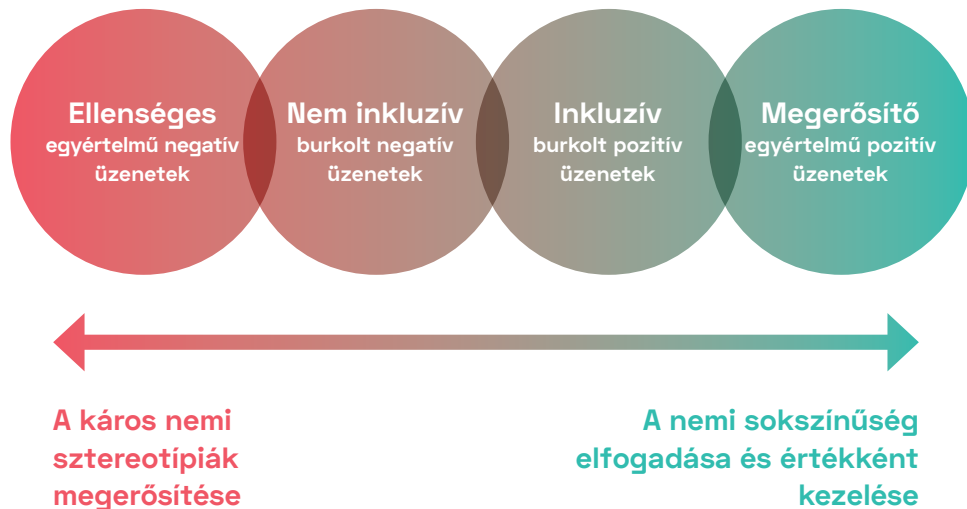 Ellenséges
egyértelmű negatív
üzenetek
Nem inkluzív
burkolt negatív
üzenetek
Inkluzív
burkolt pozitív
üzenetek
Megerősítő
egyértelmű pozitív
üzenetek
A káros nemi
sztereotípiák
megerősítése
A nemi sokszínűség
elfogadása és értékként
kezelése